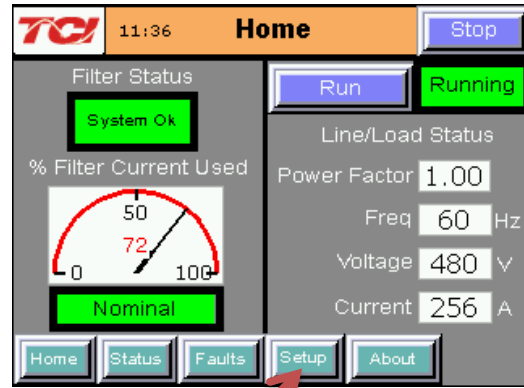 TCI 11:36 Home Stop
Filter Status
System Ok
% Filter Current Used
50
72
0 100
Nominal
Run Running
Line/Load Status
Power Factor 1.00
Freq 60 Hz
Voltage 480 V
Current 256 A
Home Status Faults Setup About